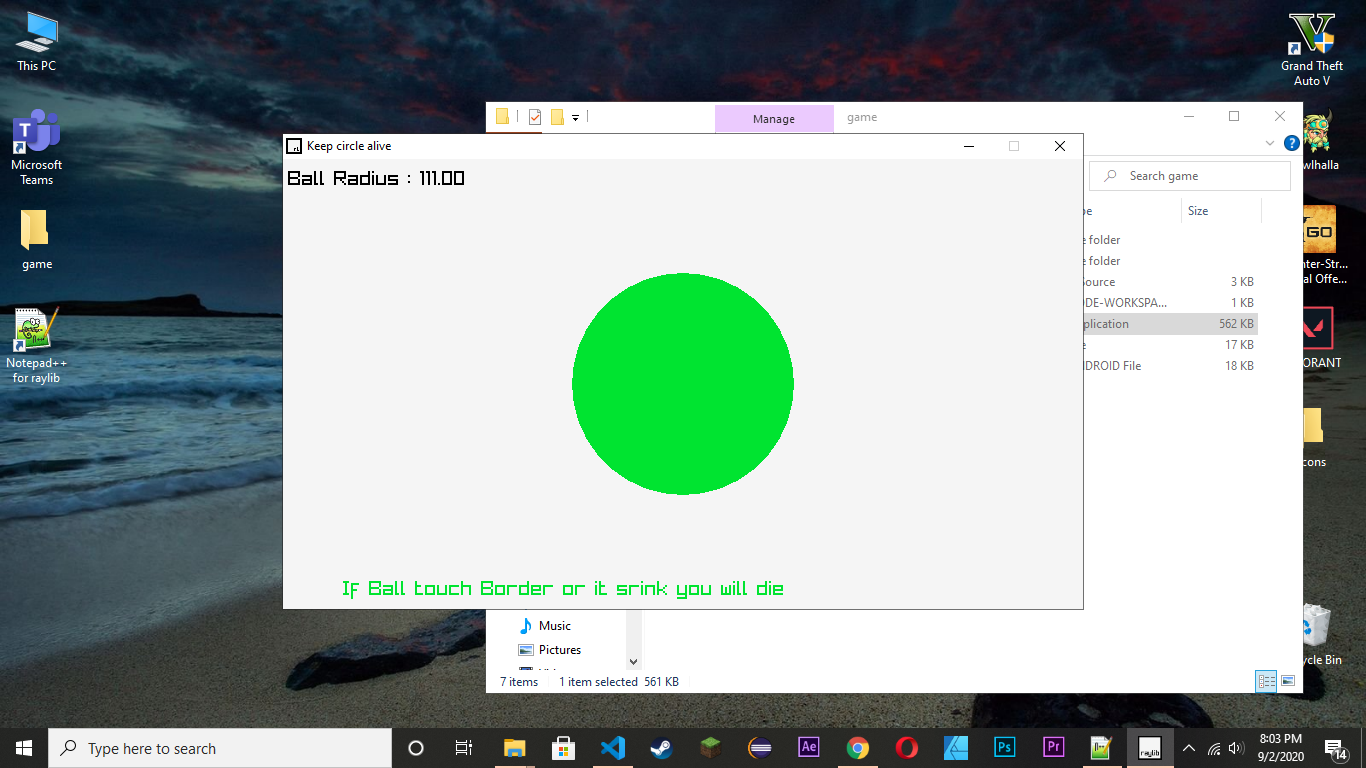 This PC
Microsoft
Teams
game
Notepad++
for raylib
Grand Theft
Auto V
wlhalla
nter-Str...
al Offe...
ORANT
cons
ycle Bin
Manage
game
Search game
pe
Size
e folder
e folder
Source
3 KB
ODE-WORKSPA...
1 KB
plication
562 KB
e
17 KB
NDROID File
18 KB
Keep circle alive
rL
Ball Radius : 111.00
If Ball touch Border or it srink you will die
Music
Pictures
7 items
1 item selected 561 KB
Type here to search
Ae
Ps
Pr
raylib
8:03 PM
9/2/2020
14